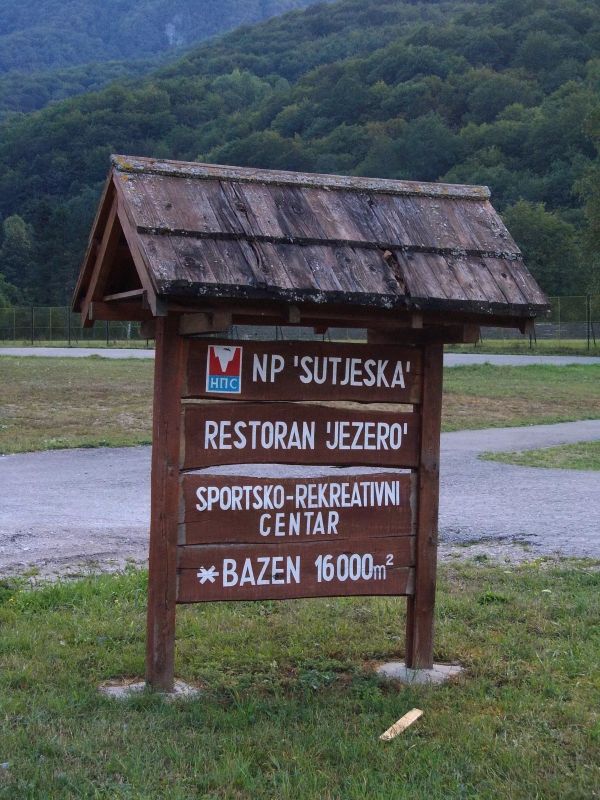 НПС
NP 'SUTJESKA'
RESTORAN 'JEZERO'
SPORTSKO-REKREATIVNI
CENTAR
*BAZEN 16000m²